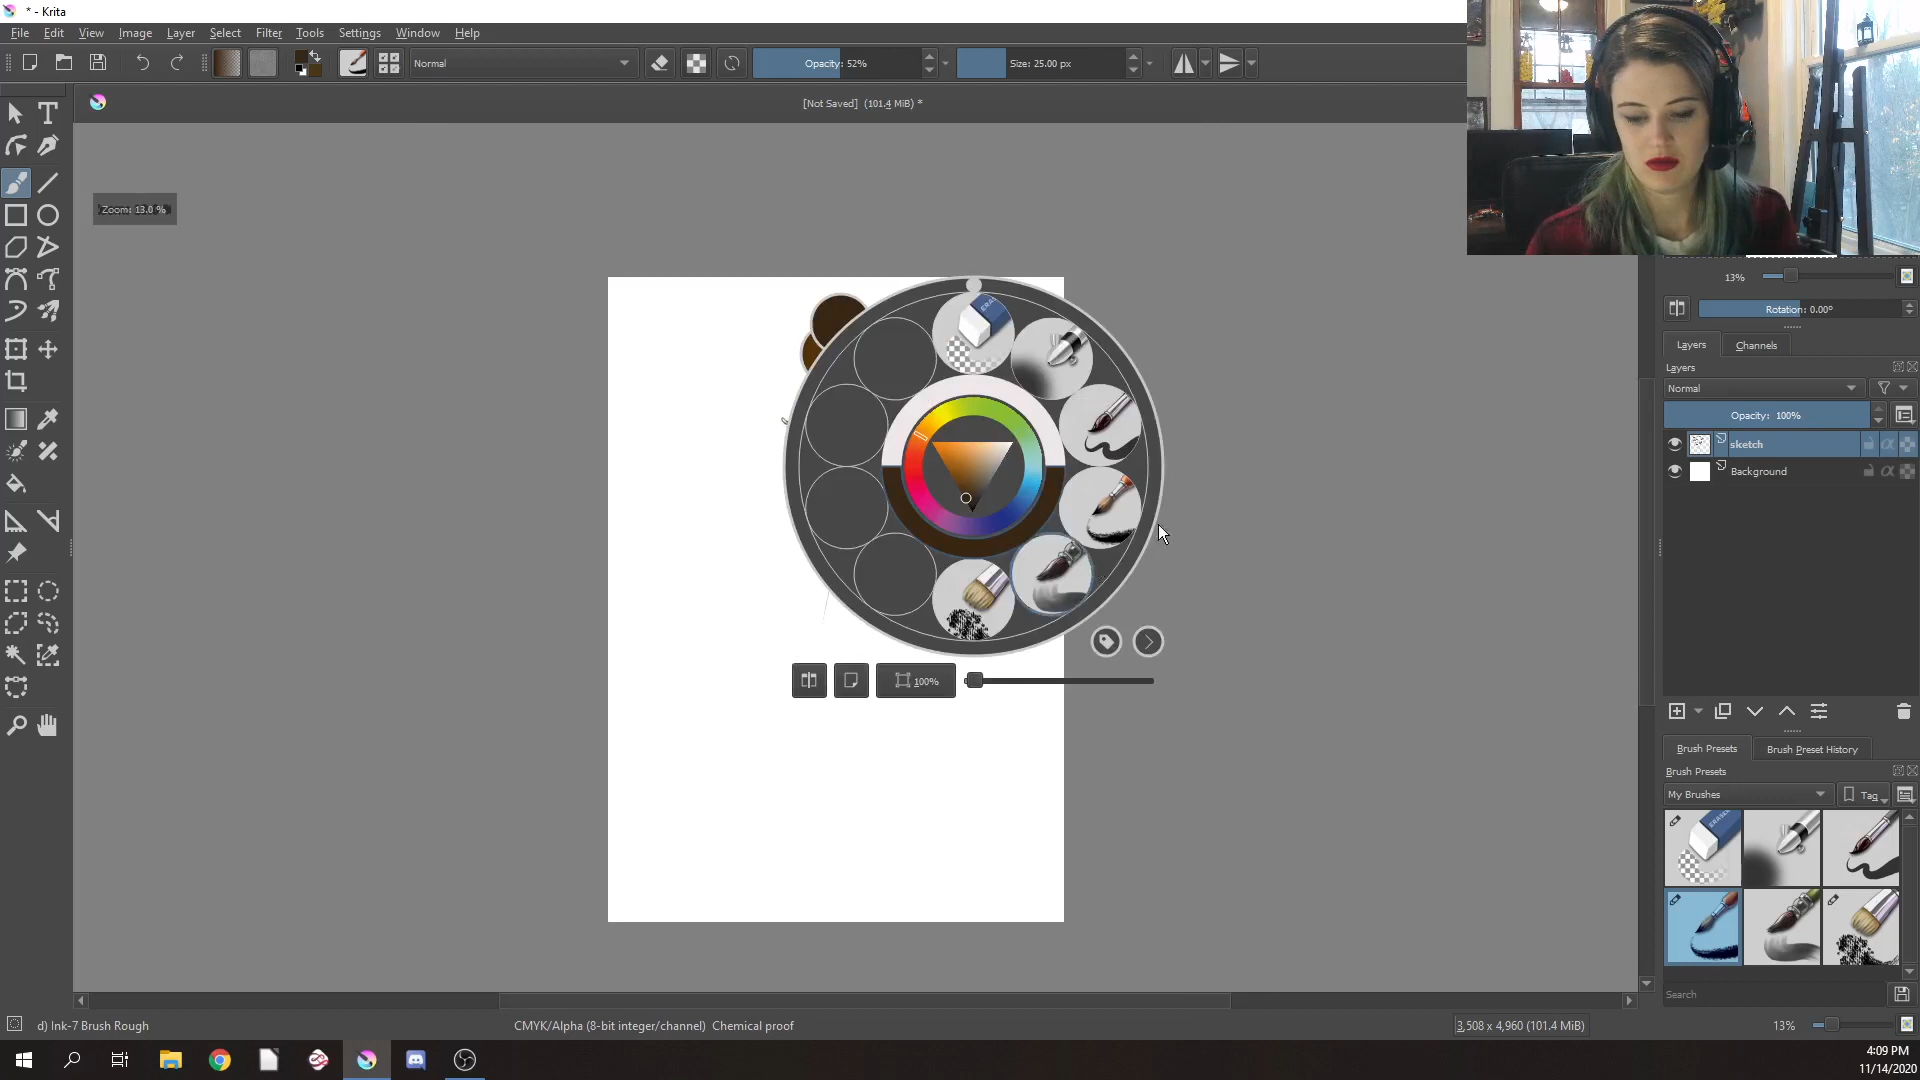 * - Krita
File Edit View Image Layer Select Filter Tools Settings Window Help
Normal
Opacity: 52%
Size: 25.00 px
[Not Saved] (101.4 MiB) *
Zoom: 13.0 %
13%
Rotation: 0.00°
Layers Channels
Layers
Normal
Opacity: 100%
sketch
Background
100%
Brush Presets Brush Preset History
Brush Presets
My Brushes
Tag
Search
d) Ink-7 Brush Rough
CMYK/Alpha (8-bit integer/channel) Chemical proof
3,508 x 4,960 (101.4 MiB)
13%
4:09 PM
11/14/2020